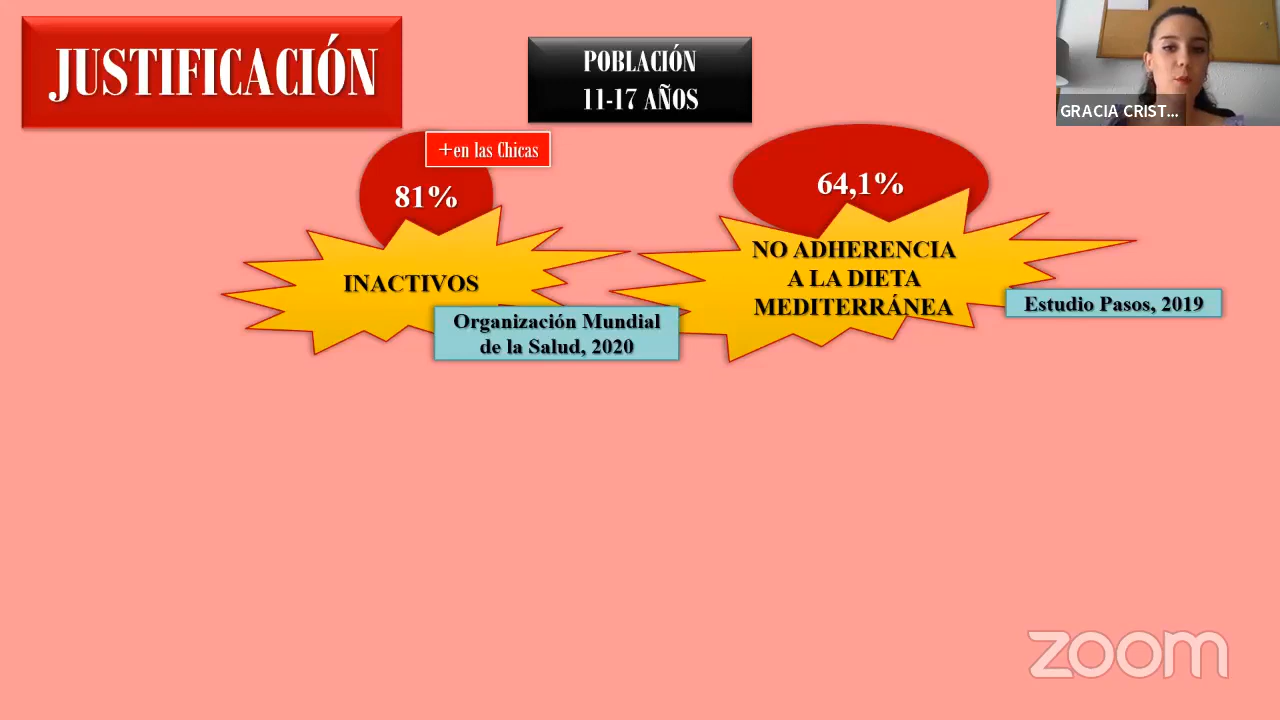 JUSTIFICACIÓN
POBLACIÓN
11-17 AÑOS
GRACIA CRIST...
+en las Chicas
81%
64,1%
INACTIVOS
NO ADHERENCIA
A LA DIETA
MEDITERRÁNEA
Organización Mundial
de la Salud, 2020
Estudio Pasos, 2019
zoom